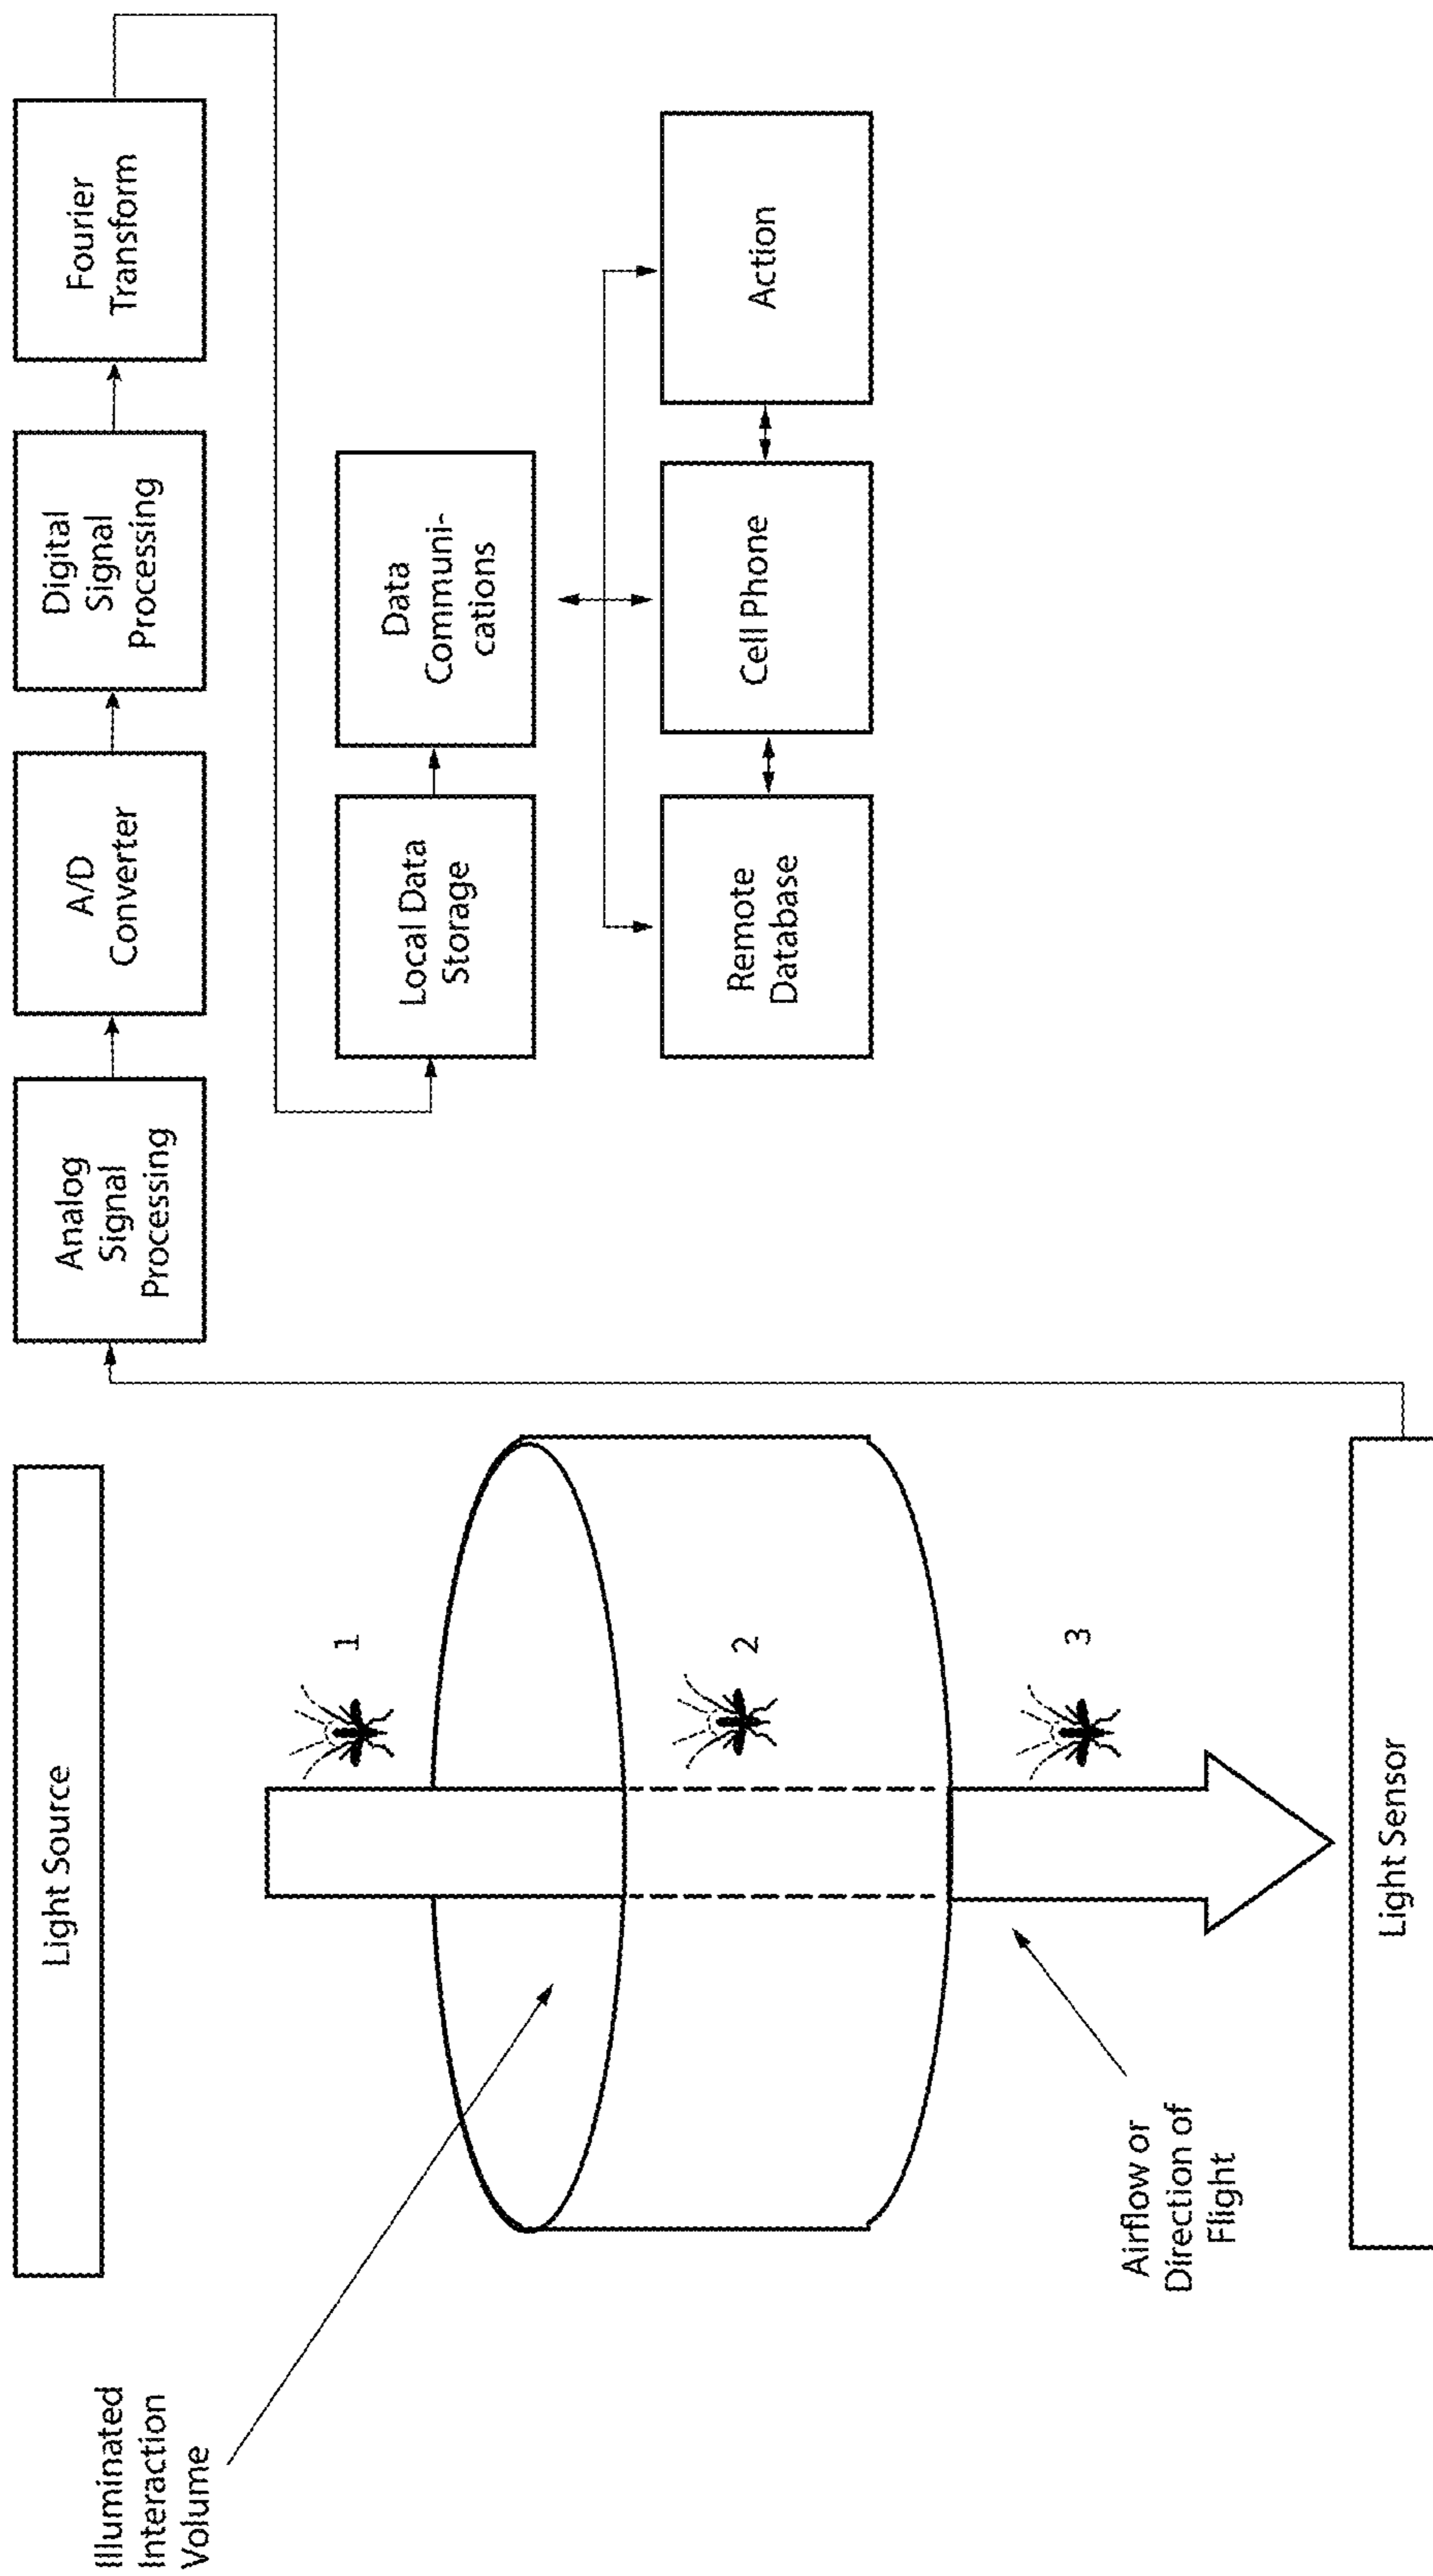 Illuminated
Interaction
Volume
Light Source
1
2
3
Airflow or
Direction of
Flight
Light Sensor
Analog
Signal
Processing
A/D
Converter
Digital
Signal
Processing
Fourier
Transform
Local Data
Storage
Data
Communi-
cations
Remote
Database
Cell Phone
Action